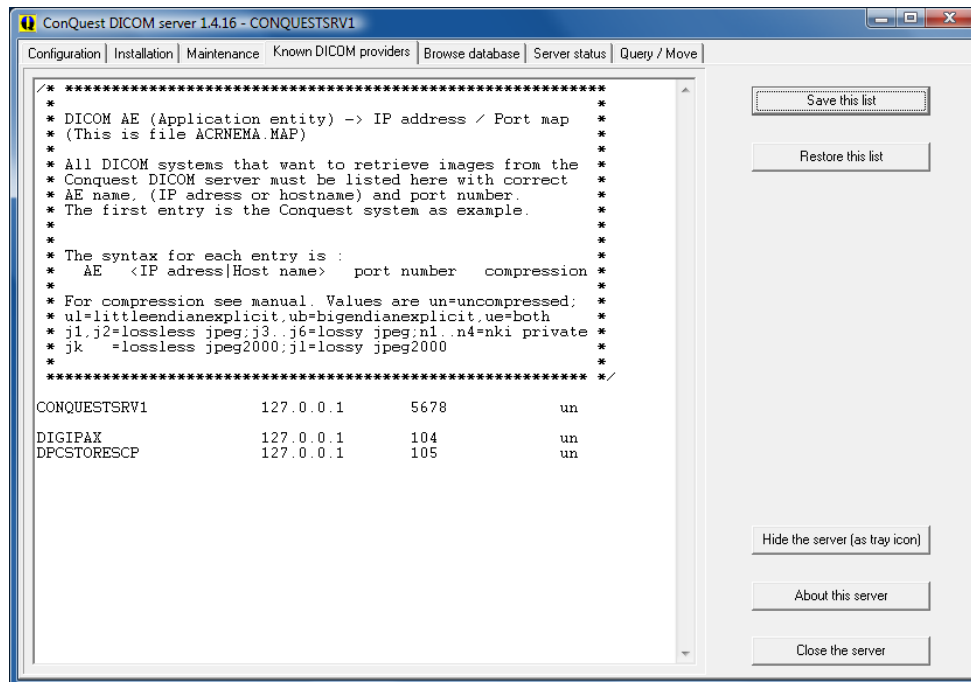 ConQuest DICOM server 1.4.16 - CONQUESTSRV1
Configuration Installation Maintenance Known DICOM providers Browse database Server status Query / Move
/* ********************************************************** 
* *
* DICOM AE (Application entity) -> IP address / Port map *
* (This is file ACRNEMA.MAP) *
* *
* All DICOM systems that want to retrieve images from the *
* Conquest DICOM server must be listed here with correct *
* AE name, (IP adress or hostname) and port number. *
* The first entry is the Conquest system as example. *
* *
* *
* The syntax for each entry is : *
* AE <IP adress|Host name> port number compression *
* *
* For compression see manual. Values are un=uncompressed; *
* ul=littleendianexplicit,ub=bigendianexplicit,ue=both *
* j1,j2=lossless jpeg;j3..j6=lossy jpeg;n1..n4=nki private *
* jk =lossless jpeg2000;jl=lossy jpeg2000 *
* *
********************************************************** */
CONQUESTSRV1 127.0.0.1 5678 un
DIGIPAX 127.0.0.1 104 un
DPCSTORESCP 127.0.0.1 105 un
Save this list
Restore this list
Hide the server (as tray icon)
About this server
Close the server